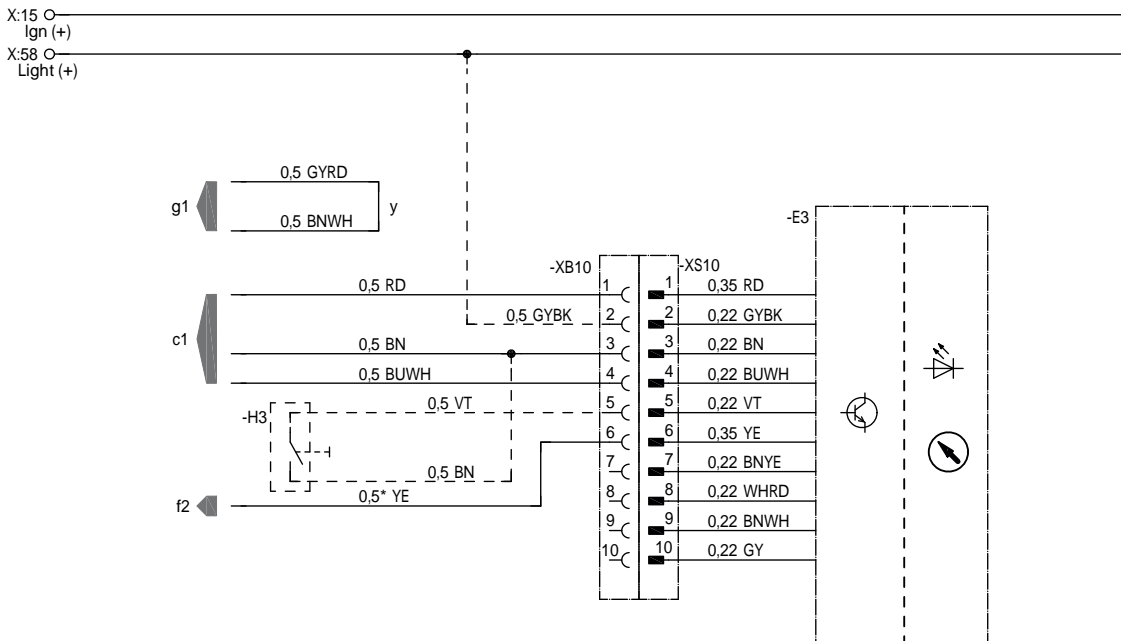 X:15
Ign (+)
X:58
Light (+)
0,5 GYRD
g1
y
0,5 BNWH
-E3
-XB10
-XS10
0,5 RD
1
1
0,35 RD
0,5 GYBK
2
2
0,22 GYBK
c1
0,5 BN
3
3
0,22 BN
0,5 BUWH
4
4
0,22 BUWH
-H3
0,5 VT
5
5
0,22 VT
6
6
0,35 YE
0,5 BN
7
7
0,22 BNYE
f2
0,5* YE
8
8
0,22 WHRD
9
9
0,22 BNWH
10
10
0,22 GY